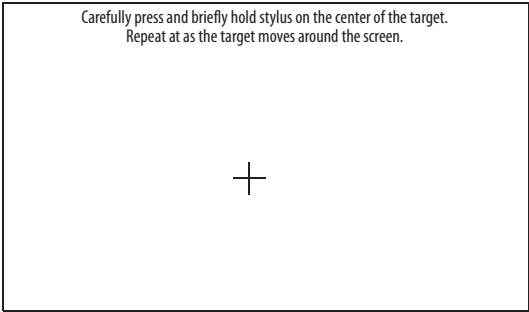 Carefully press and briefly hold stylus on the center of the target.
Repeat at as the target moves around the screen.